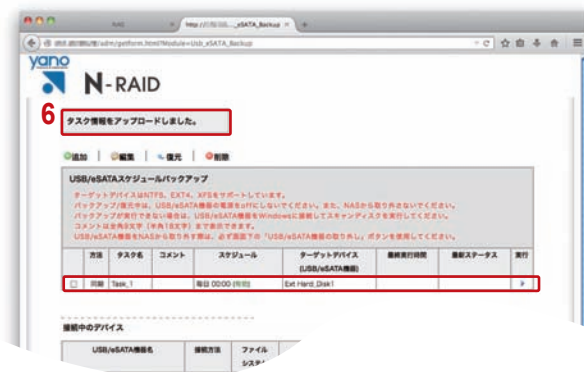 NAS
http://
_eSATA_Backup
/adm/getform.html?Module=Usb_eSATA_Backup
yano
N-RAID
6
タスク情報をアップロードしました。
追加 | 編集 | 復元 | 削除
USB/eSATAスケジュールバックアップ
ターゲットデバイスはNTFS、EXT4、XFSをサポートしています。
バックアップ/復元中は、USB/eSATA機器の電源をoffにしないでください。また、NASから取り外さないでください。
バックアップが実行できない場合は、USB/eSATA機器をWindowsに接続してスキャンディスクを実行してください。
コメントは全角8文字（半角18文字）まで表示できます。
USB/eSATA機器をNASから取り外す際は、必ず画面下の「USB/eSATA機器の取り外し」ボタンを使用してください。
方法 タスク名 コメント スケジュール ターゲットデバイス 最終実行時間 最新ステータス 実行
(USB/eSATA機器)
同期 Task_1 毎日 00:00 (有効) Ext Hard_Disk1
接続中のデバイス
USB/eSATA機器名 接続方法 ファイル
システム